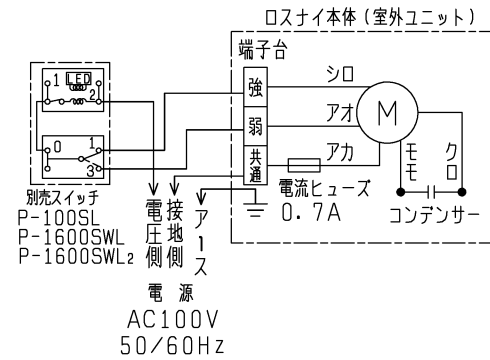 ロスナイ本体(室外ユニット)
端子台
1 LED
2
強
シロ
0
1
3
弱
アオ
M
共通
アカ
モモ
クロ
電流ヒューズ
0.7A
コンデンサー
別売スイッチ
P-100SL
P-1600SWL
P-1600SWL2
電圧側
接地側
アース
電源
AC100V
50/60Hz